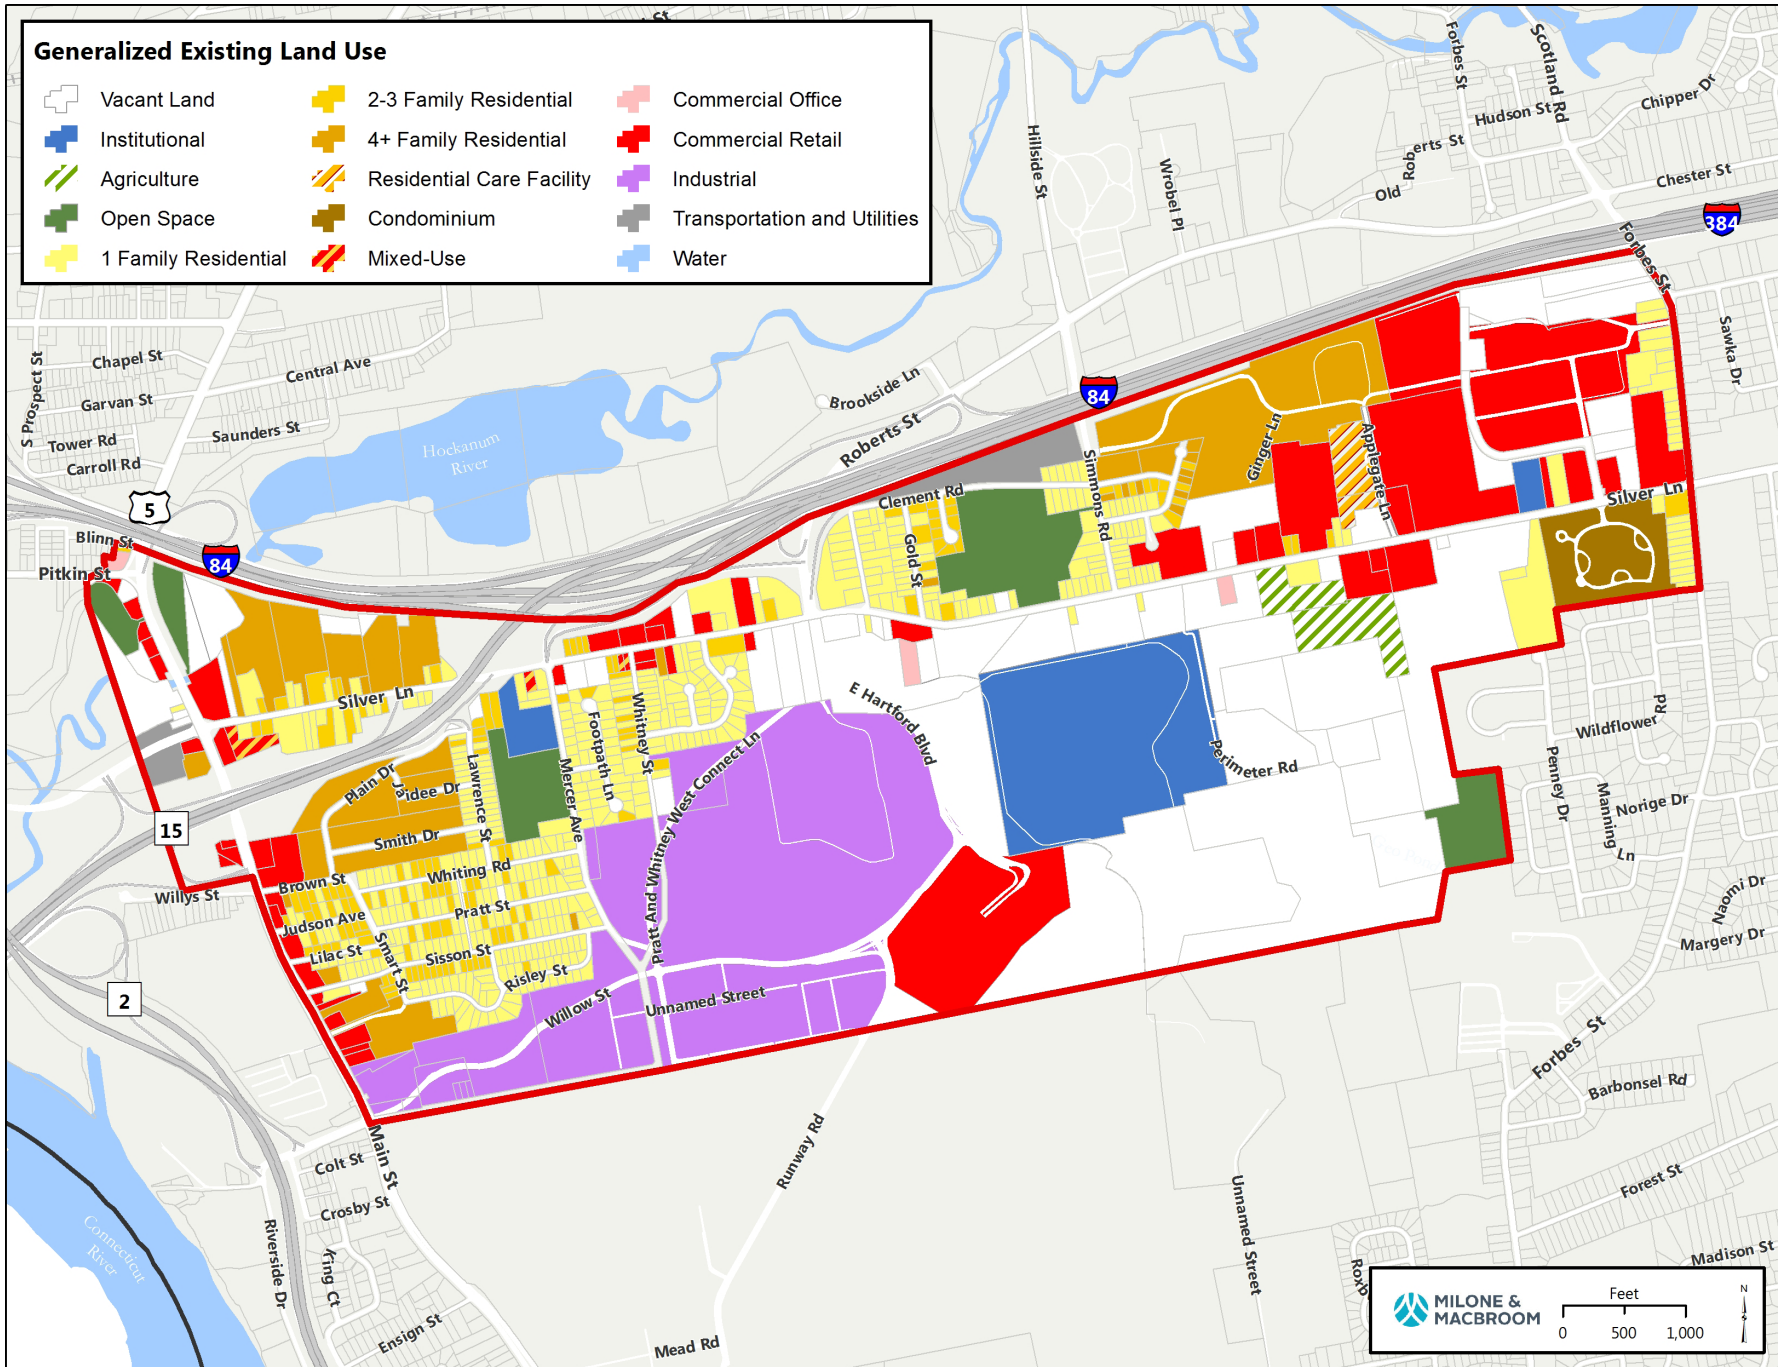 Generalized Existing Land Use
Vacant Land
Institutional
Agriculture
Open Space
1 Family Residential
2-3 Family Residential
4+ Family Residential
Residential Care Facility
Condominium
Mixed-Use
Commercial Office
Commercial Retail
Industrial
Transportation and Utilities
Water
St
Forbes St
Scotland Rd
Chipper Dr
Hudson St
Roberts St
Old
Chester St
Hillside St
Wrobel Pl
384
Forbes St
Sawka Dr
S Prospect St
Chapel St
Central Ave
Garvan St
Saunders St
Tower Rd
Carroll Rd
Hockanum
River
Brookside Ln
Roberts St
84
5
Blinn St
Pitkin St
84
Clement Rd
Gold St
Simmons Rd
Ginger Ln
Applegate Ln
Silver Ln
Silver Ln
E Hartford Blvd
Perimeter Rd
Wildflower Rd
Penney Dr
Manning Ln
Norige Dr
Naomi Dr
Margery Dr
Footpath Ln
Whitney St
Mercer Ave
Lawrence St
Plain Dr
Jaidee Dr
Smith Dr
Whiting Rd
Pratt And Whitney West Connect Ln
15
Willys St
Brown St
Judson Ave
Pratt St
Lilac St
Smart St
Sisson St
Risley St
Willow St
Unnamed Street
2
Main St
Colt St
Crosby St
King Ct
Riverside Dr
Ensign St
Connecticut
River
Runway Rd
Mead Rd
Unnamed Street
Forbes St
Barbonsel Rd
Forest St
Madison St
Roxb
MILONE &
MACBROOM
Feet
0 500 1,000
N